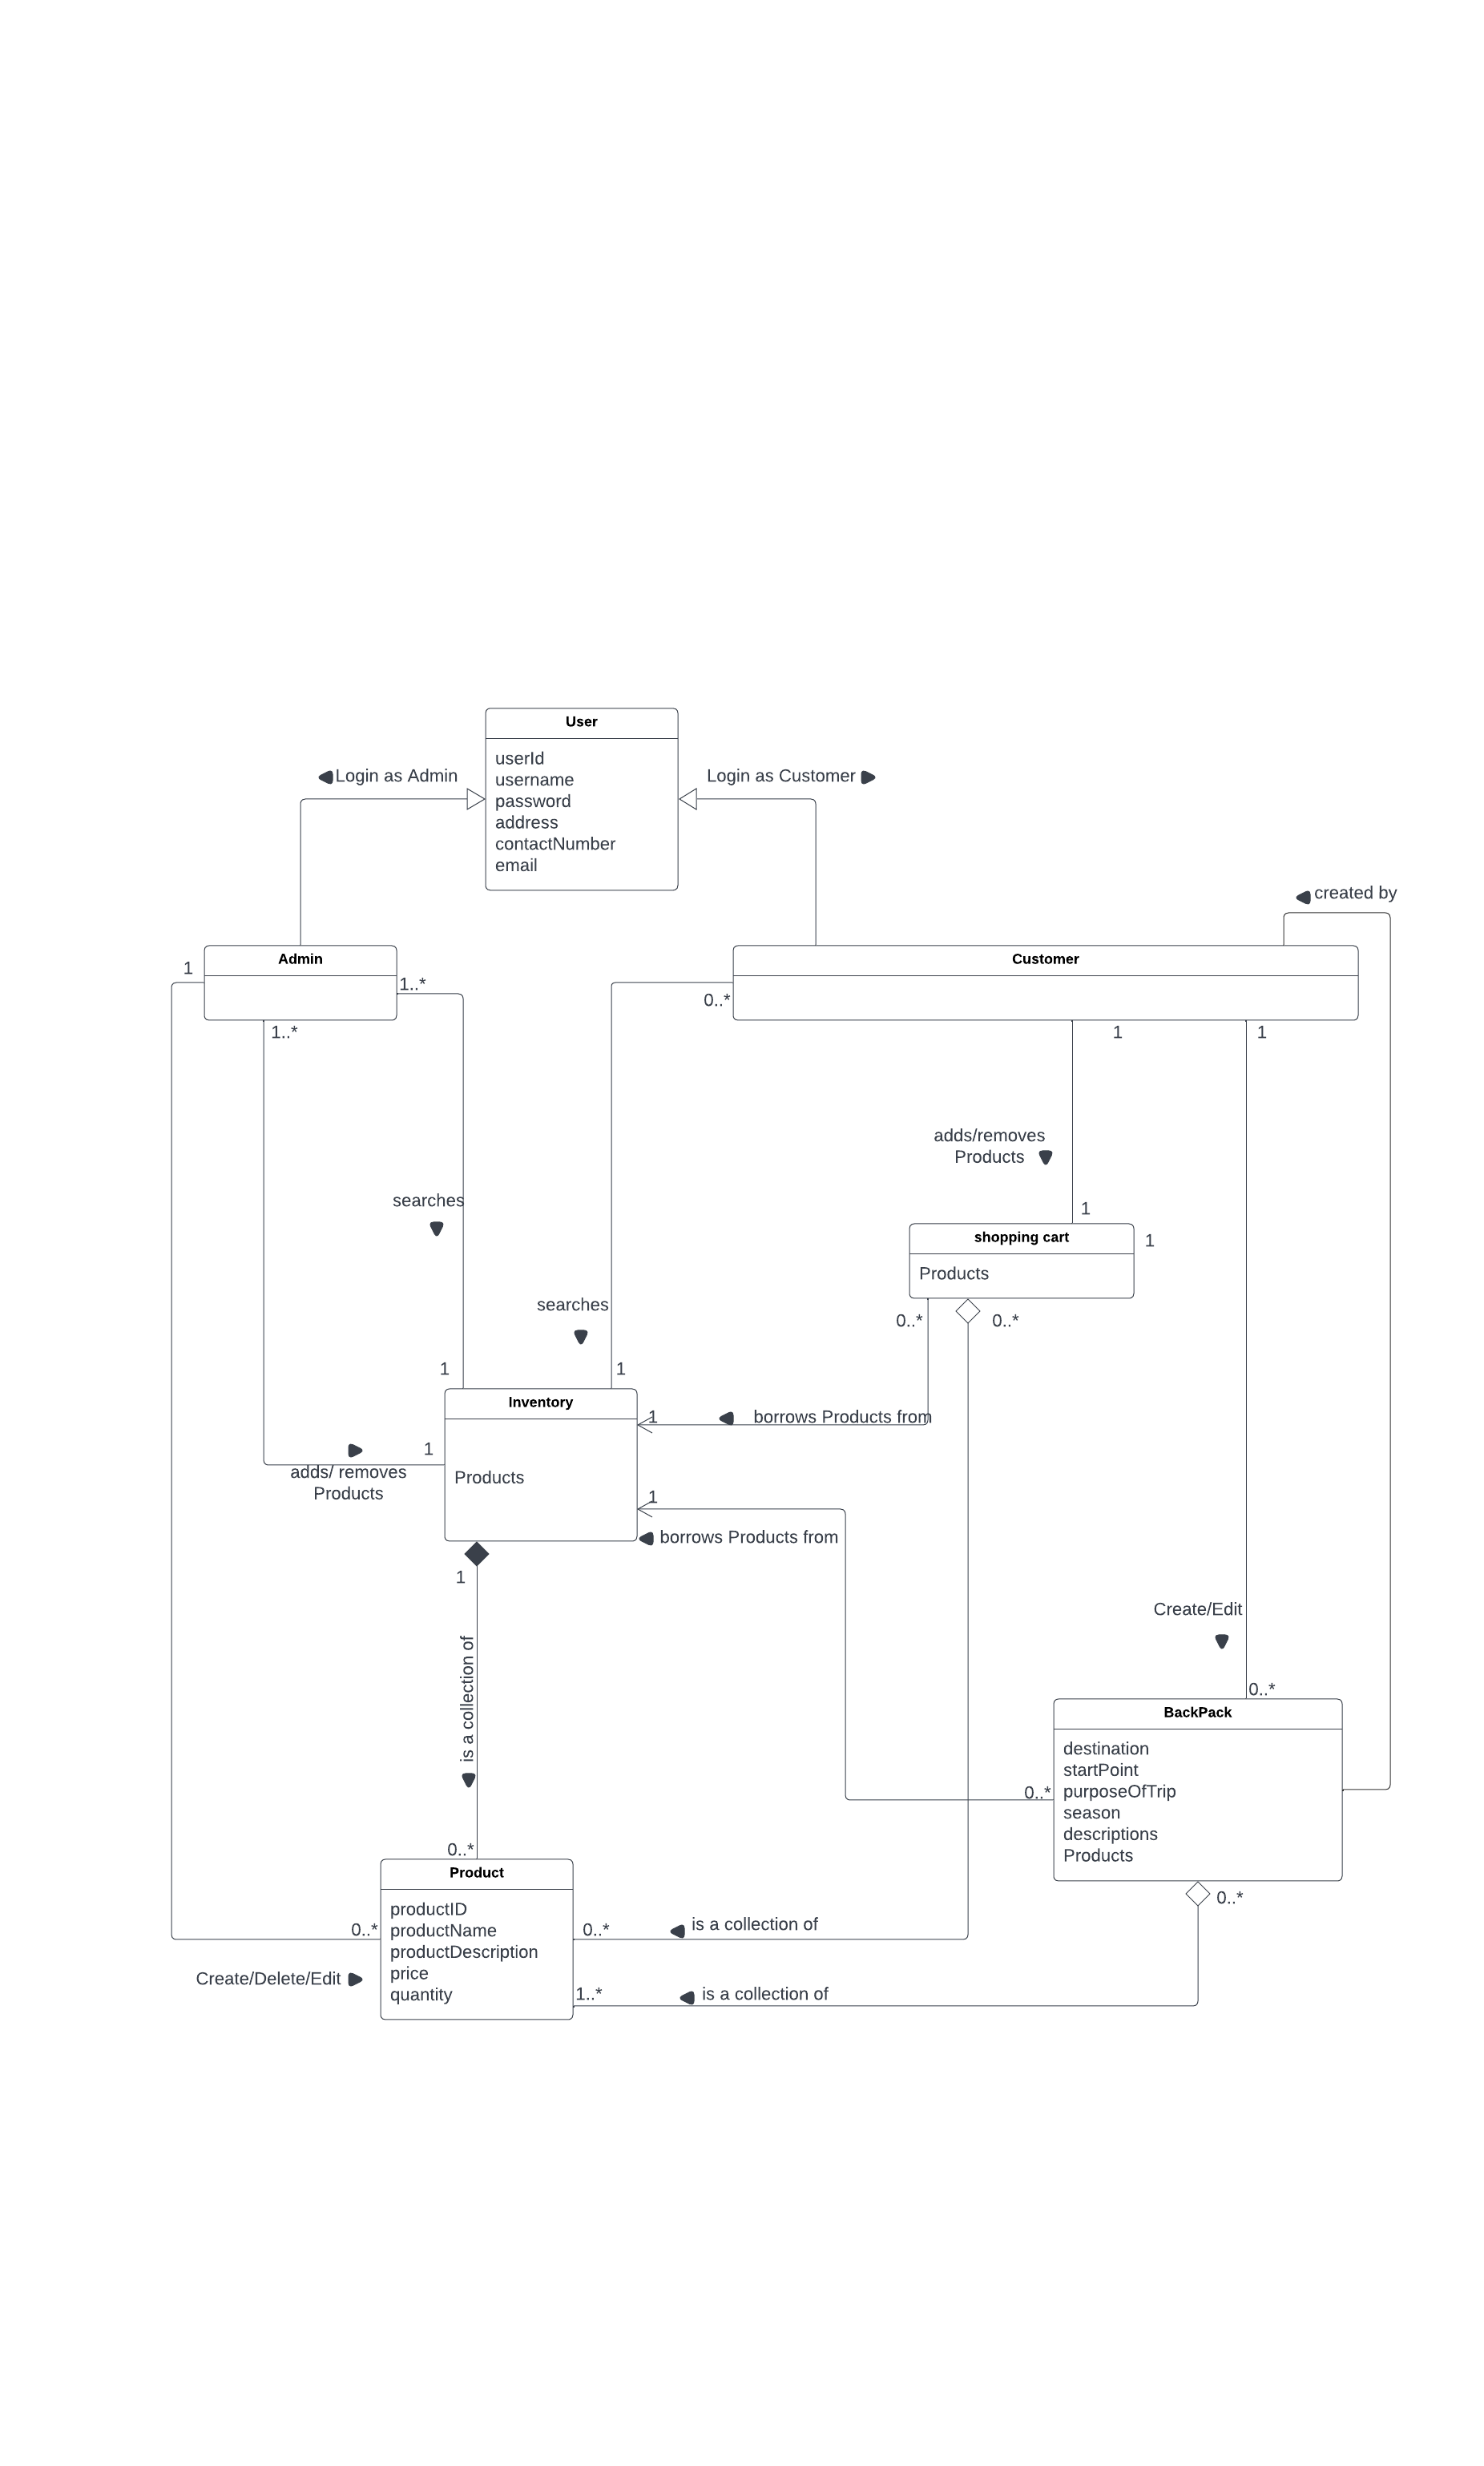 User
userId
username
password
address
contactNumber
email
Login as Admin
Login as Customer
created by
Admin
1
1..*
1..*
Customer
0..*
1
1
adds/removes
Products
1
searches
shopping cart
Products
1
searches
0..*
0..*
1
1
Inventory
Products
1
borrows Products from
1
adds/ removes
Products
1
borrows Products from
1
is a collection of
Create/Edit
0..*
BackPack
destination
startPoint
purposeOfTrip
season
descriptions
Products
0..*
0..*
0..*
Product
productID
productName
productDescription
price
quantity
0..*
0..*
is a collection of
Create/Delete/Edit
1..*
is a collection of